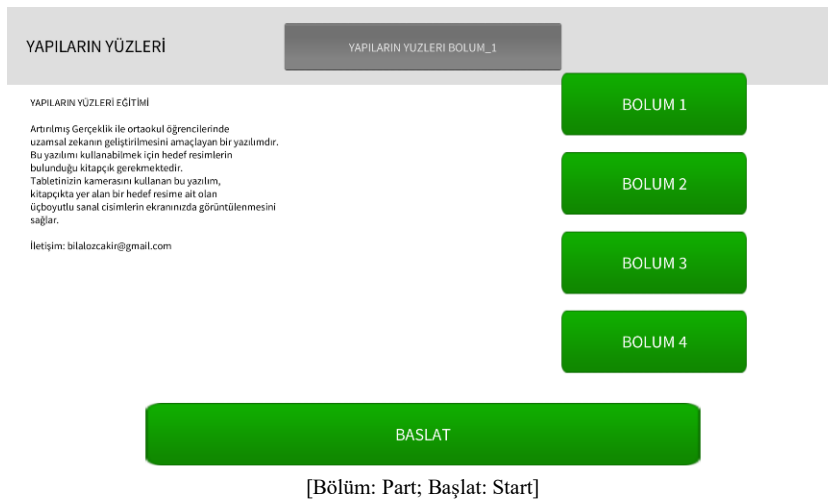 YAPILARIN YÜZLERİ
YAPILARIN YUZLERI BOLUM_1
YAPILARIN YÜZLERİ EĞİTİMİ
Artırılmış Gerçeklik ile ortaokul öğrencilerinde
uzamsal zekanın geliştirilmesini amaçlayan bir yazılımdır.
Bu yazılımı kullanabilmek için hedef resimlerin
bulunduğu kitapçık gerekmektedir.
Tabletinizin kamerasını kullanan bu yazılım,
kitapçıkta yer alan bir hedef resime ait olan
üçboyutlu sanal cisimlerin ekranınızda görüntülenmesini
sağlar.
İletişim: bilalozcakir@gmail.com
BOLUM 1
BOLUM 2
BOLUM 3
BOLUM 4
BASLAT
[Bölüm: Part; Başlat: Start]